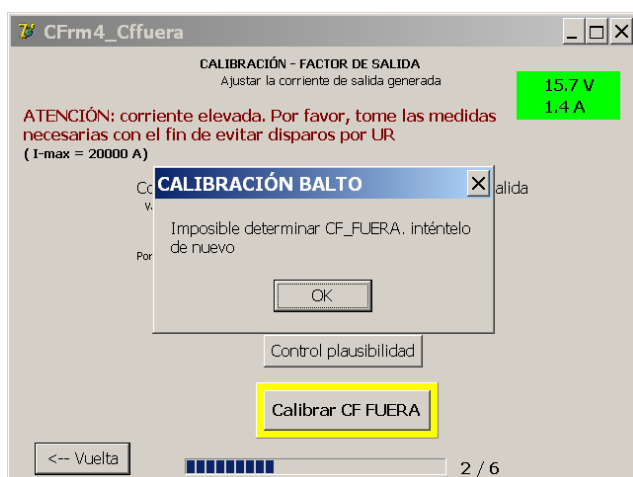 CFrm4_Cffuera
CALIBRACIÓN - FACTOR DE SALIDA
Ajustar la corriente de salida generada
15.7 V
1.4 A
ATENCIÓN: corriente elevada. Por favor, tome las medidas
necesarias con el fin de evitar disparos por UR
( I-max = 20000 A)
CALIBRACIÓN BALTO
alida
Imposible determinar CF_FUERA. inténtelo
de nuevo
Por
OK
Control plausibilidad
Calibrar CF FUERA
<-- Vuelta
2 / 6